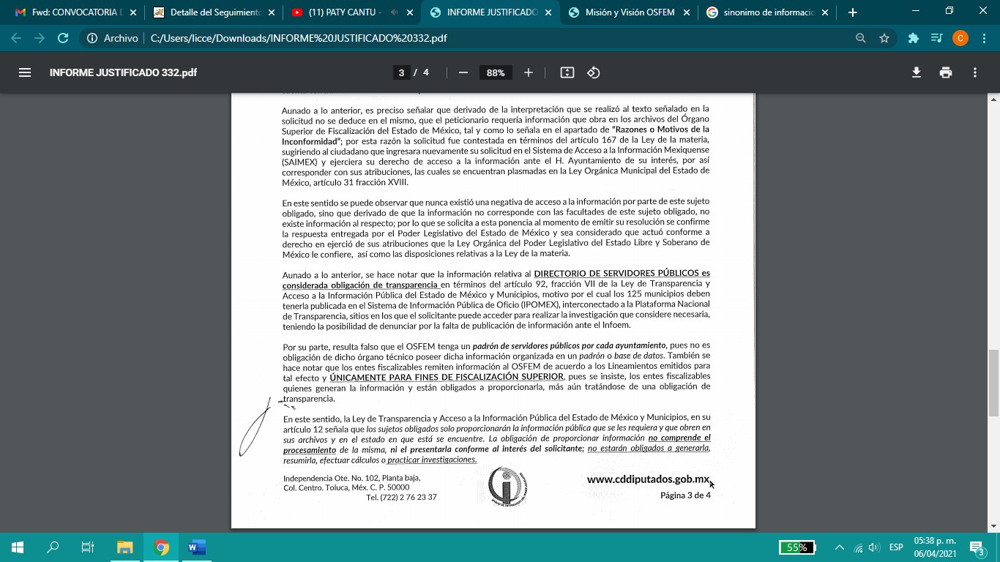 Fwd: CONVOCATORIA D
Detalle del Seguimiento
(11) PATY CANTU -
INFORME JUSTIFICADO
Misión y Visión OSFEM
sinonimo de informacio
Archivo
C:/Users/licce/Downloads/INFORME%20JUSTIFICADO%20332.pdf
C
INFORME JUSTIFICADO 332.pdf
3 / 4
88%
Aunado a lo anterior, es preciso señalar que derivado de la interpretación que se realizó al texto señalado en la
solicitud no se deduce en el mismo, que el peticionario requería información que obra en los archivos del Órgano
Superior de Fiscalización del Estado de México, tal y como lo señala en el apartado de “Razones o Motivos de la
Inconformidad”; por esta razón la solicitud fue contestada en términos del artículo 167 de la Ley de la materia,
sugiriendo al ciudadano que ingresara nuevamente su solicitud en el Sistema de Acceso a la Información Mexiquense
(SAIMEX) y ejerciera su derecho de acceso a la información ante el H. Ayuntamiento de su interés, por así
corresponder con sus atribuciones, las cuales se encuentran plasmadas en la Ley Orgánica Municipal del Estado de
México, artículo 31 fracción XVIII.
En este sentido se puede observar que nunca existió una negativa de acceso a la información por parte de este sujeto
obligado, sino que derivado de que la información no corresponde con las facultades de este sujeto obligado, no
existe información al respecto; por lo que se solicita a esta ponencia al momento de emitir su resolución se confirme
la respuesta entregada por el Poder Legislativo del Estado de México y sea considerado que actuó conforme a
derecho en ejerció de sus atribuciones que la Ley Orgánica del Poder Legislativo del Estado Libre y Soberano de
México le confiere, así como las disposiciones relativas a la Ley de la materia.
Aunado a lo anterior, se hace notar que la información relativa al DIRECTORIO DE SERVIDORES PÚBLICOS es
considerada obligación de transparencia en términos del artículo 92, fracción VII de la Ley de Transparencia y
Acceso a la Información Pública del Estado de México y Municipios, motivo por el cual los 125 municipios deben
tenerla publicada en el Sistema de Información Pública de Oficio (IPOMEX), interconectado a la Plataforma Nacional
de Transparencia, sitios en los que el solicitante puede acceder para realizar la investigación que considere necesaria,
teniendo la posibilidad de denunciar por la falta de publicación de información ante el Infoem.
Por su parte, resulta falso que el OSFEM tenga un padrón de servidores públicos por cada ayuntamiento, pues no es
obligación de dicho órgano técnico poseer dicha información organizada en un padrón o base de datos. También se
hace notar que los entes fiscalizables remiten información al OSFEM de acuerdo a los Lineamientos emitidos para
tal efecto y ÚNICAMENTE PARA FINES DE FISCALIZACIÓN SUPERIOR, pues se insiste, los entes fiscalizables
quienes generan la información y están obligados a proporcionarla, más aún tratándose de una obligación de
transparencia.
En este sentido, la Ley de Transparencia y Acceso a la Información Pública del Estado de México y Municipios, en su
artículo 12 señala que los sujetos obligados solo proporcionarán la información pública que se les requiera y que obren en
sus archivos y en el estado en que está se encuentre. La obligación de proporcionar información no comprende el
procesamiento de la misma, ni el presentarla conforme al interés del solicitante; no estarán obligados a generarla,
resumirla, efectuar cálculos o practicar investigaciones.
Independencia Ote. No. 102, Planta baja,
Col. Centro. Toluca, Méx. C. P. 50000
Tel. (722) 2 76 23 37
www.cddiputados.gob.mx
Página 3 de 4
55%
ESP
05:38 p. m.
06/04/2021
3